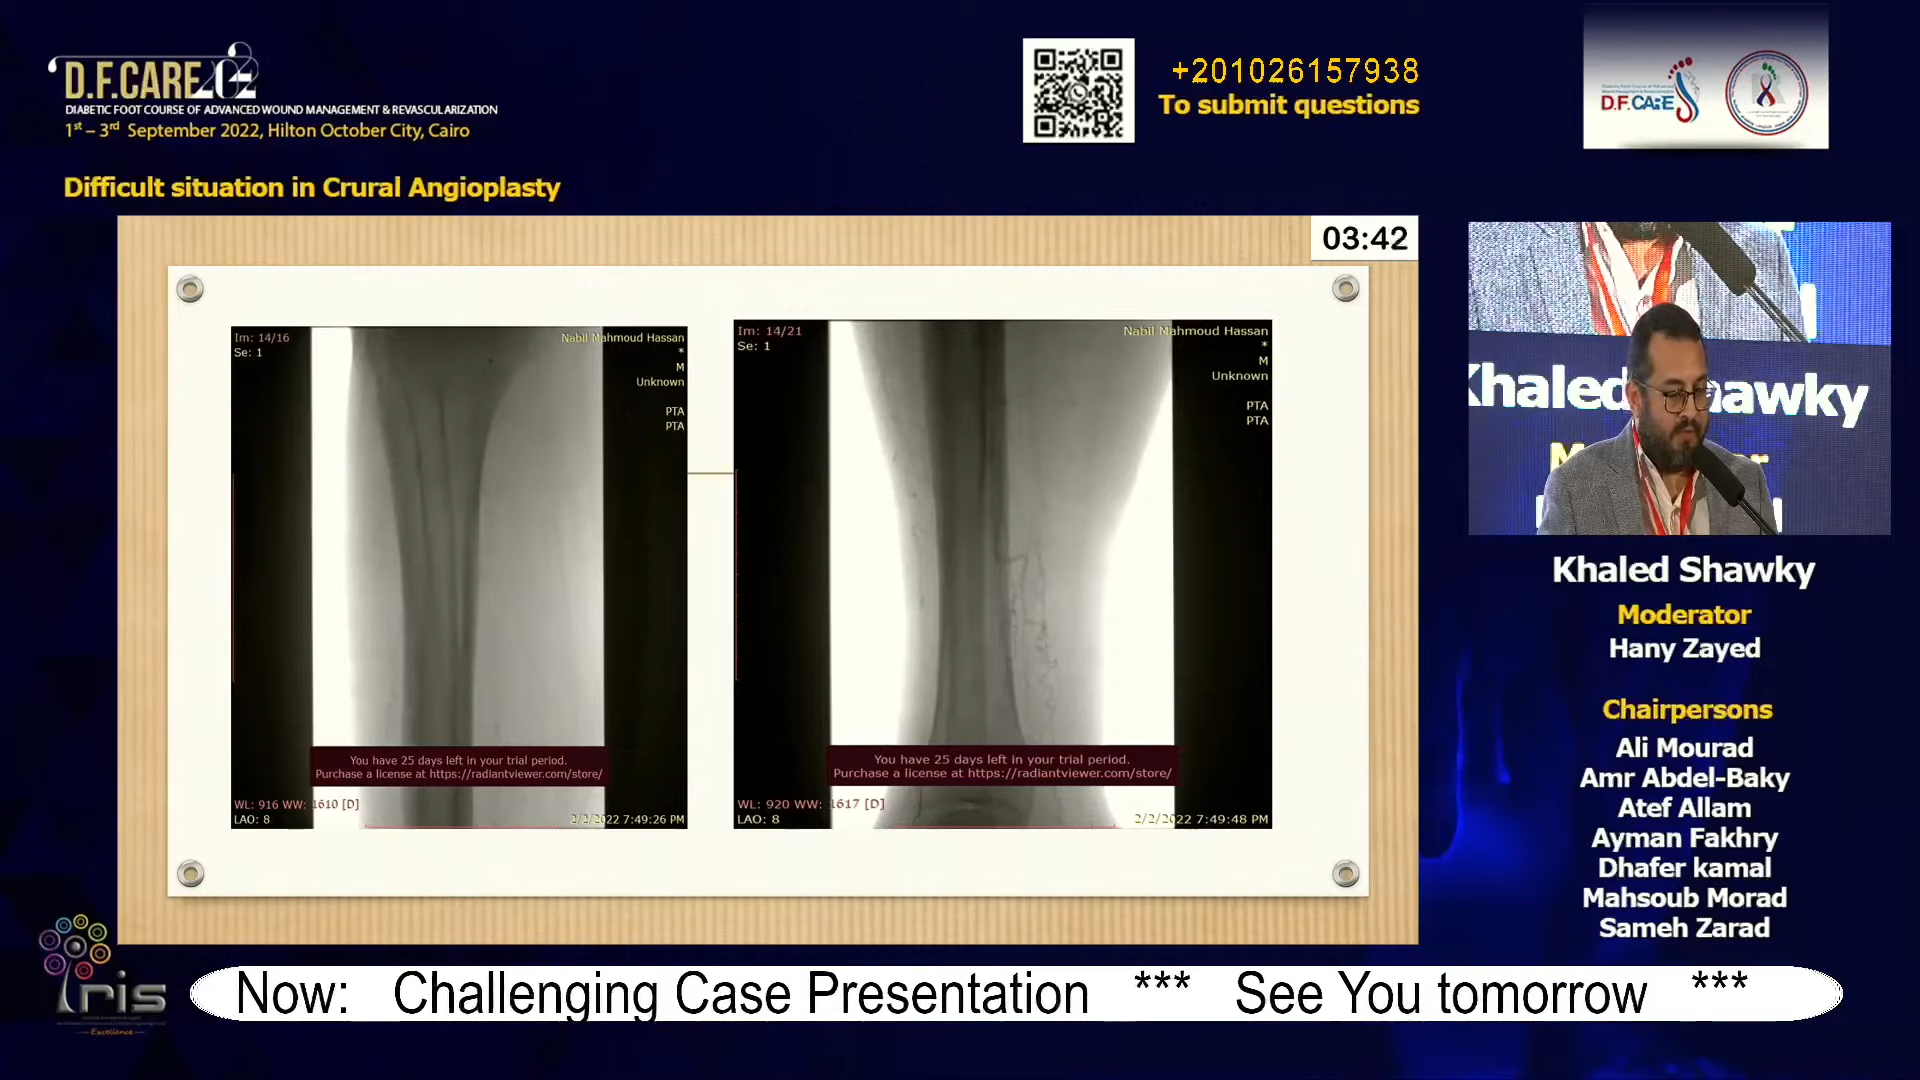 D.F.CARE
DIABETIC FOOT COURSE OF ADVANCED WOUND MANAGEMENT & REVASCULARIZATION
1st – 3rd September 2022, Hilton October City, Cairo
+201026157938
To submit questions
D.F.CARE
Difficult situation in Crural Angioplasty
03:42
Im: 14/16
Se: 1
Nabil Mahmoud Hassan
*
M
Unknown
PTA
PTA
You have 25 days left in your trial period.
Purchase a license at https://radiantviewer.com/store/
WL: 916 WW: 1610 [D]
LAO: 8
2/2/2022 7:49:26 PM
Im: 14/21
Se: 1
Nabil Mahmoud Hassan
*
M
Unknown
PTA
PTA
You have 25 days left in your trial period.
Purchase a license at https://radiantviewer.com/store/
WL: 920 WW: 1617 [D]
LAO: 8
2/2/2022 7:49:48 PM
Khaled Shawky
Moderator
Hany Zayed
Chairpersons
Ali Mourad
Amr Abdel-Baky
Atef Allam
Ayman Fakhry
Dhafer kamal
Mahsoub Morad
Sameh Zarad
iris
Excellence
Now: Challenging Case Presentation *** See You tomorrow ***